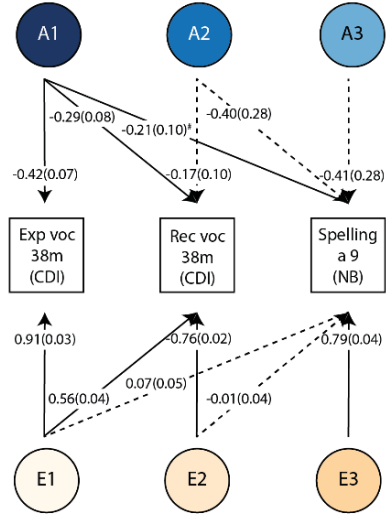 A1 A2 A3
-0.29(0.08) -0.40(0.28)
-0.21(0.10)*
-0.42(0.07) -0.17(0.10) -0.41(0.28)
Exp voc
38m
(CDI)
Rec voc
38m
(CDI)
Spelling
a 9
(NB)
0.91(0.03) -0.76(0.02) 0.79(0.04)
0.07(0.05)
0.56(0.04) -0.01(0.04)
E1 E2 E3